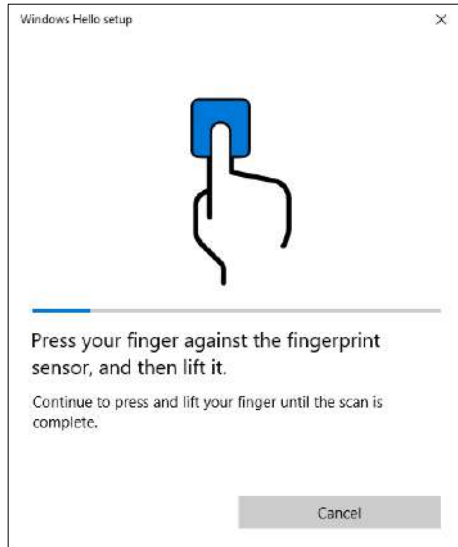 Windows Hello setup
Press your finger against the fingerprint
sensor, and then lift it.
Continue to press and lift your finger until the scan is
complete.
Cancel